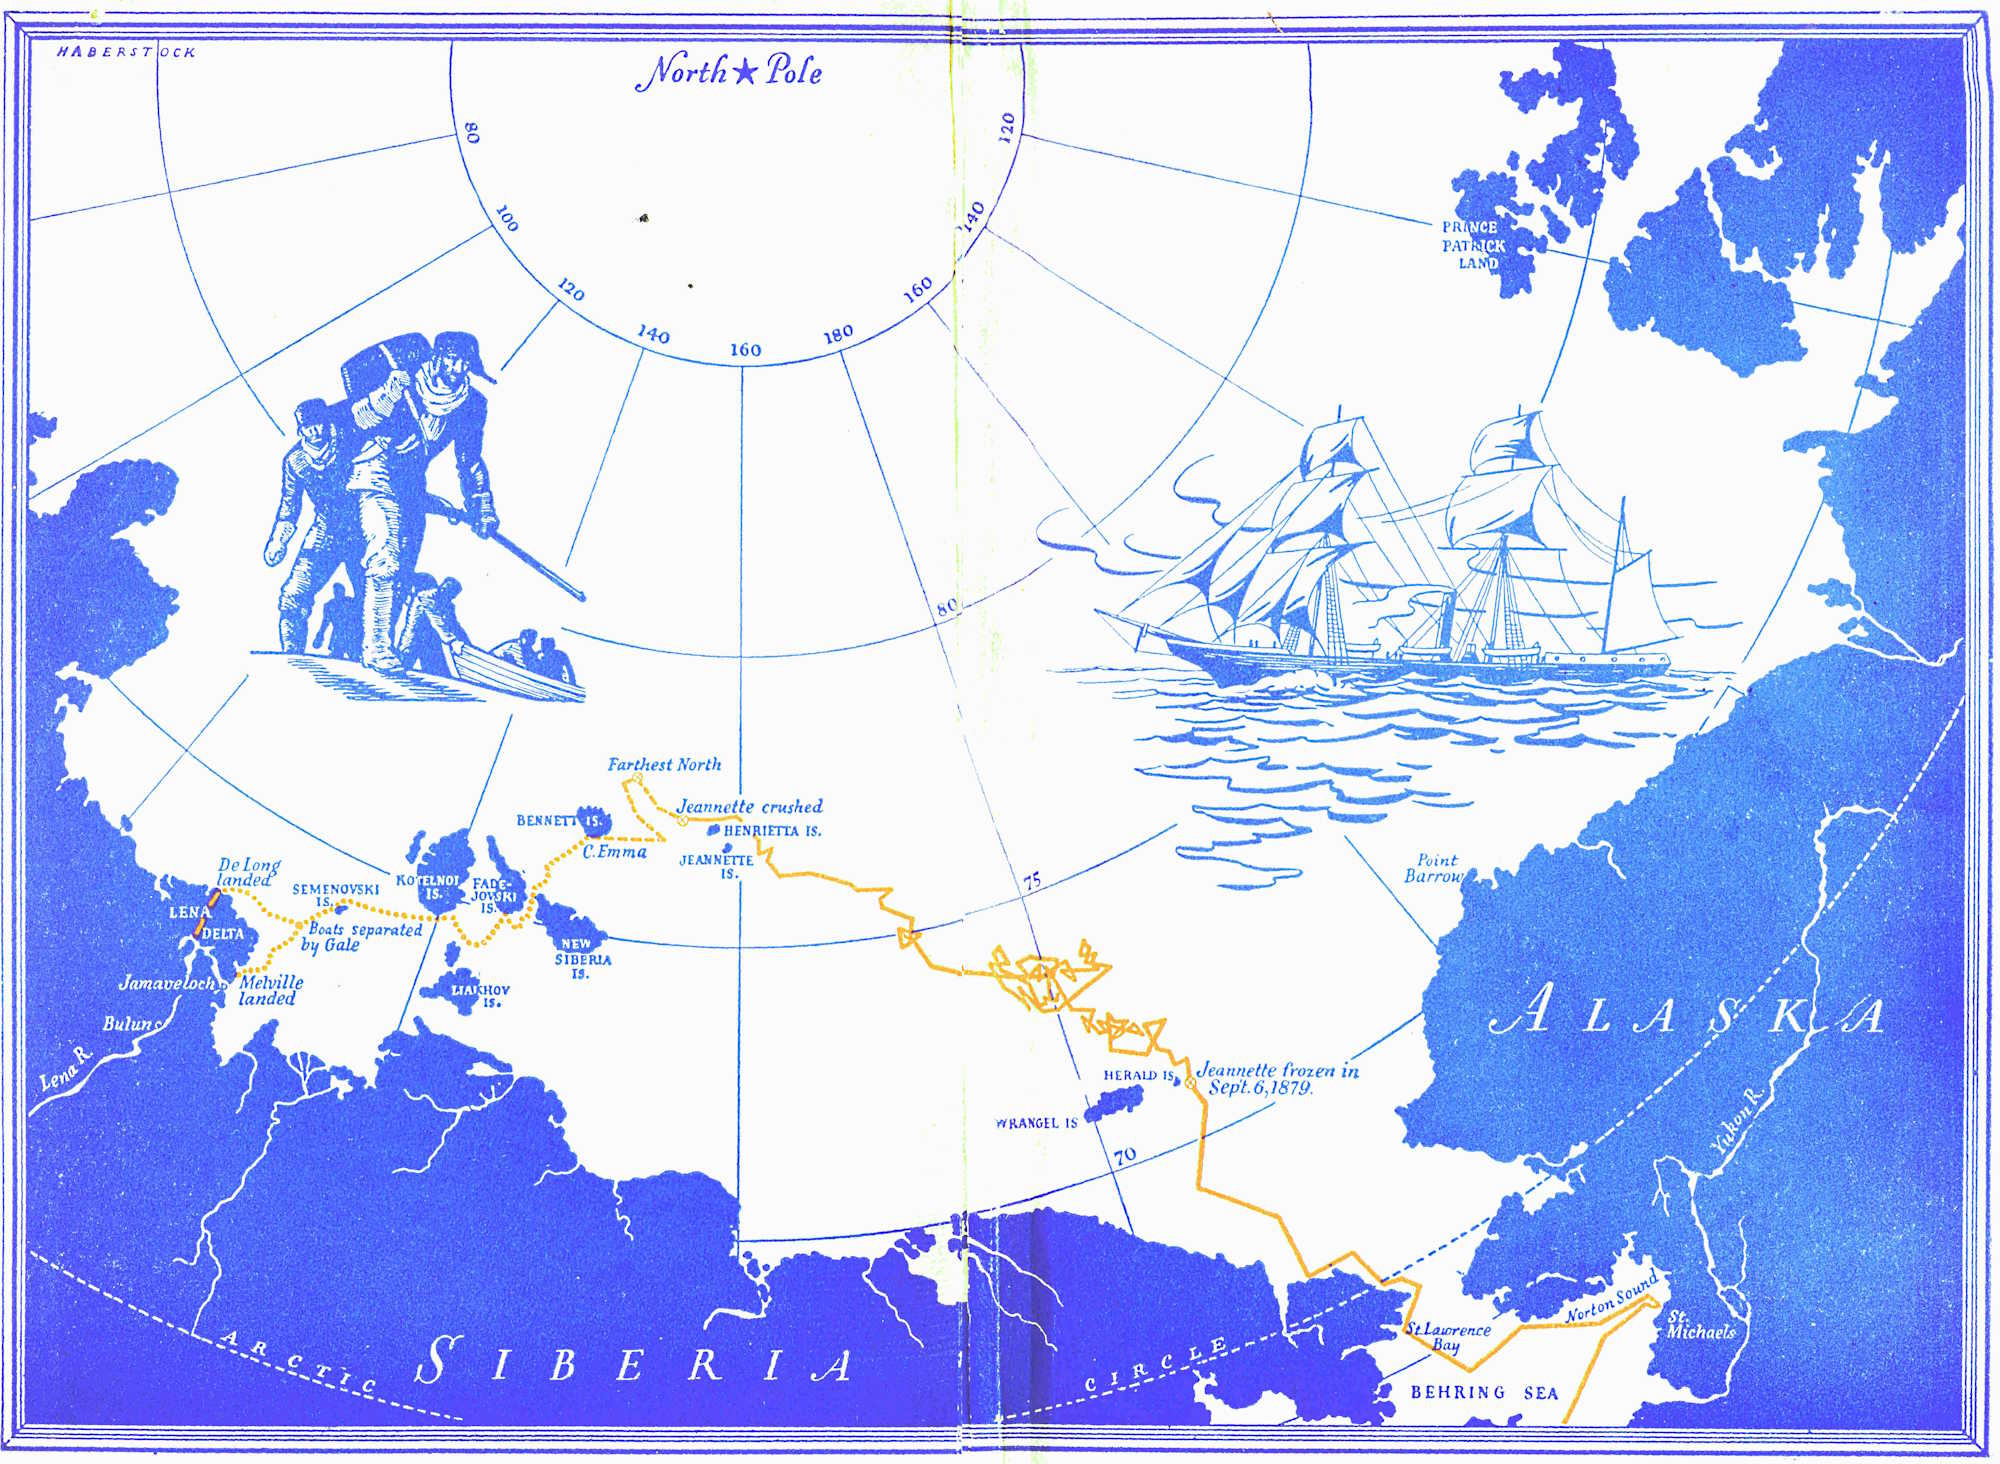 HABERSTOCK
North ★ Pole
80
100
120
140
160
180
160
140
120
80
75
70
PRINCE
PATRICK
LAND
Farthest North
Jeannette crushed
BENNETT IS.
HENRIETTA IS.
C. Emma
JEANNETTE
IS.
De Long
landed
SEMENOVSKI
IS.
KOTELNOI
IS.
FADE-
JOVSKI
IS.
LENA
DELTA
Boats separated
by Gale
NEW
SIBERIA
IS.
Jamaveloch
Melville
landed
LIAKHOV
IS.
Bulun
Lena R.
Point
Barrow
ALASKA
HERALD IS.
Jeannette frozen in
Sept. 6, 1879.
WRANGEL IS
Yukon R.
Norton Sound
St.
Michaels
St. Lawrence
Bay
BEHRING SEA
SIBERIA
ARCTIC CIRCLE